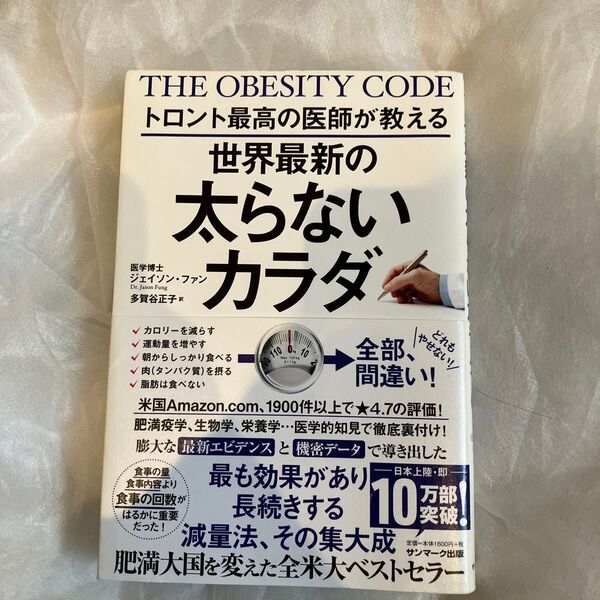 THE OBESITY CODE
トロント最高の医師が教える
世界最新の
太らない
カラダ
医学博士
ジェイソン・ファン
Dr. Jason Fung
多賀谷正子 訳
✓ カロリーを減らす
✓ 運動量を増やす
✓ 朝からしっかり食べる
✓ 肉(タンパク質)を摂る
✓ 脂肪は食べない
全部、
間違い!
どれも
やせない!
米国Amazon.com、1900件以上で★4.7の評価!
肥満疫学、生物学、栄養学…医学的知見で徹底裏付け!
膨大な最新エビデンスと機密データで導き出した
食事の量
食事内容より
食事の回数が
はるかに重要
だった!
最も効果があり
長続きする
減量法、その集大成
日本上陸・即
10万部
突破!
定価=本体1600円+税
サンマーク出版
肥満大国を変えた全米大ベストセラー